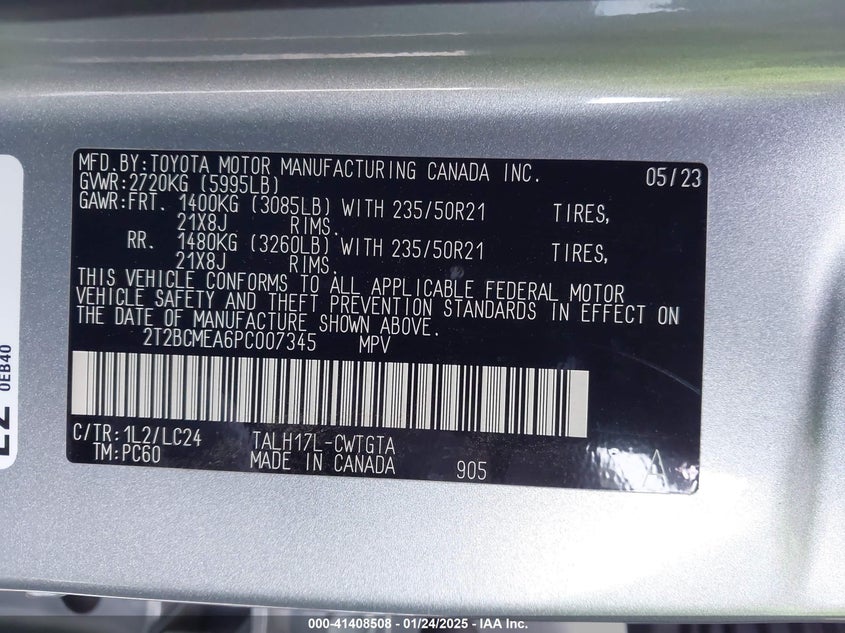 MFD.BY:TOYOTA MOTOR MANUFACTURING CANADA INC. 05/23
GVWR:2720KG (5995LB)
GAWR:FRT. 1400KG (3085LB) WITH 235/50R21 TIRES,
21X8J RIMS.
RR. 1480KG (3260LB) WITH 235/50R21 TIRES,
21X8J RIMS.
THIS VEHICLE CONFORMS TO ALL APPLICABLE FEDERAL MOTOR
VEHICLE SAFETY AND THEFT PREVENTION STANDARDS IN EFFECT ON
THE DATE OF MANUFACTURE SHOWN ABOVE.
2T2BCMEA6PC007345 MPV
C/TR:1L2/LC24 TALH17L-CWTGTA
TM:PC60 MADE IN CANADA 905
A
0EB40
000-41408508 - 01/24/2025 - IAA Inc.